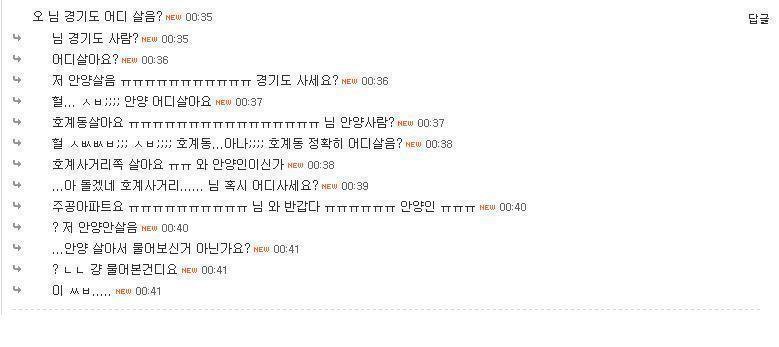 오 님 경기도 어디 살음? NEW 00:35
답글
님 경기도 사람? NEW 00:35
어디살아요? NEW 00:36
저 안양살음 ㅠㅠㅠㅠㅠㅠㅠㅠㅠㅠㅠ 경기도 사세요? NEW 00:36
헐... ㅅㅂ;;;; 안양 어디살아요 NEW 00:37
호계동살아요 ㅠㅠㅠㅠㅠㅠㅠㅠㅠㅠㅠㅠㅠㅠㅠㅠ 님 안양사람? NEW 00:37
헐 ㅅㅄㅄㅂ;;; ㅅㅂ;;;; 호계동...아나;;;; 호계동 정확히 어디살음? NEW 00:38
호계사거리쪽 살아요 ㅠㅠ 와 안양인이신가 NEW 00:38
...아 돌겠네 호계사거리...... 님 혹시 어디사세요? NEW 00:39
주공아파트요 ㅠㅠㅠㅠㅠㅠㅠㅠㅠㅠ 님 와 반갑다 ㅠㅠㅠㅠㅠㅠ 안양인 ㅠㅠㅠ NEW 00:40
? 저 안양안살음 NEW 00:40
...안양 살아서 물어보신거 아닌가요? NEW 00:41
? ㄴㄴ 걍 물어본건디요 NEW 00:41
이 ㅆㅂ..... NEW 00:41